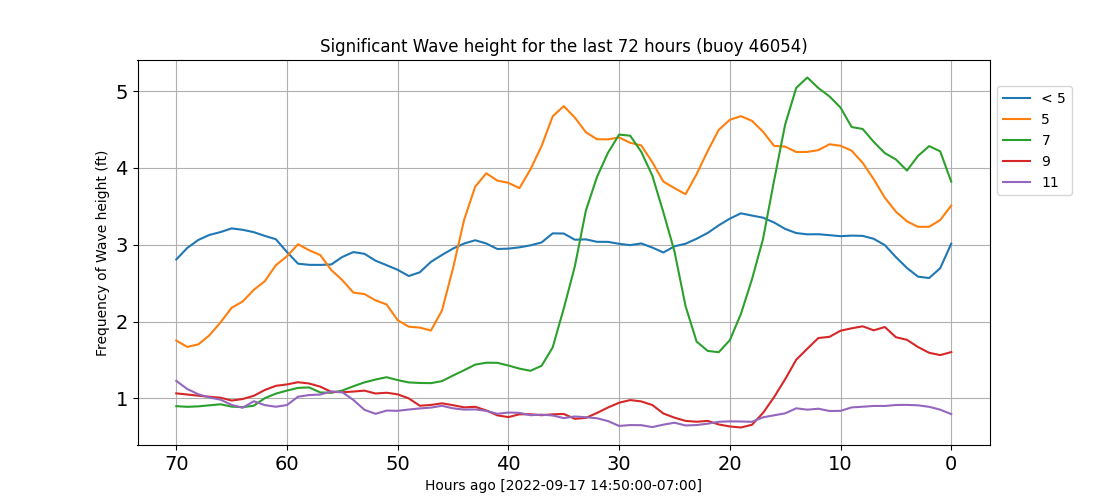 Significant Wave height for the last 72 hours (buoy 46054)
Frequency of Wave height (ft)
5
4
3
2
1
70 60 50 40 30 20 10 0
Hours ago [2022-09-17 14:50:00-07:00]
< 5
5
7
9
11